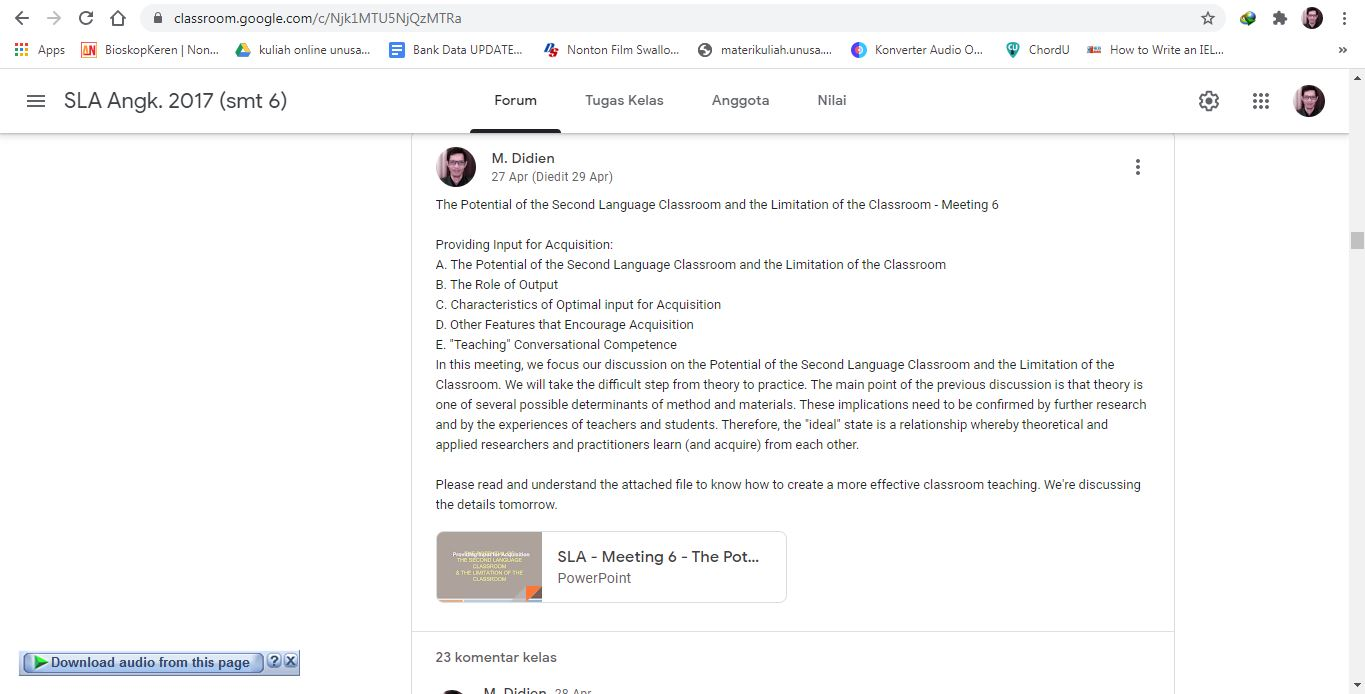 classroom.google.com/c/Njk1MTU5NjQzMTRa
Apps
BioskopKeren | Non...
kuliah online unusa...
Bank Data UPDATE...
Nonton Film Swallo...
materikuliah.unusa....
Konverter Audio O...
ChordU
How to Write an IEL...
»
SLA Angk. 2017 (smt 6)
Forum
Tugas Kelas
Anggota
Nilai
M. Didien
27 Apr (Diedit 29 Apr)
The Potential of the Second Language Classroom and the Limitation of the Classroom - Meeting 6
Providing Input for Acquisition:
A. The Potential of the Second Language Classroom and the Limitation of the Classroom
B. The Role of Output
C. Characteristics of Optimal input for Acquisition
D. Other Features that Encourage Acquisition
E. "Teaching" Conversational Competence
In this meeting, we focus our discussion on the Potential of the Second Language Classroom and the Limitation of the
Classroom. We will take the difficult step from theory to practice. The main point of the previous discussion is that theory is
one of several possible determinants of method and materials. These implications need to be confirmed by further research
and by the experiences of teachers and students. Therefore, the "ideal" state is a relationship whereby theoretical and
applied researchers and practitioners learn (and acquire) from each other.
Please read and understand the attached file to know how to create a more effective classroom teaching. We're discussing
the details tomorrow.
Providing Input for Acquisition
THE SECOND LANGUAGE
CLASSROOM
& THE LIMITATION OF THE
CLASSROOM
SLA - Meeting 6 - The Pot...
PowerPoint
Download audio from this page
? X
23 komentar kelas
M. Didien 28 Apr